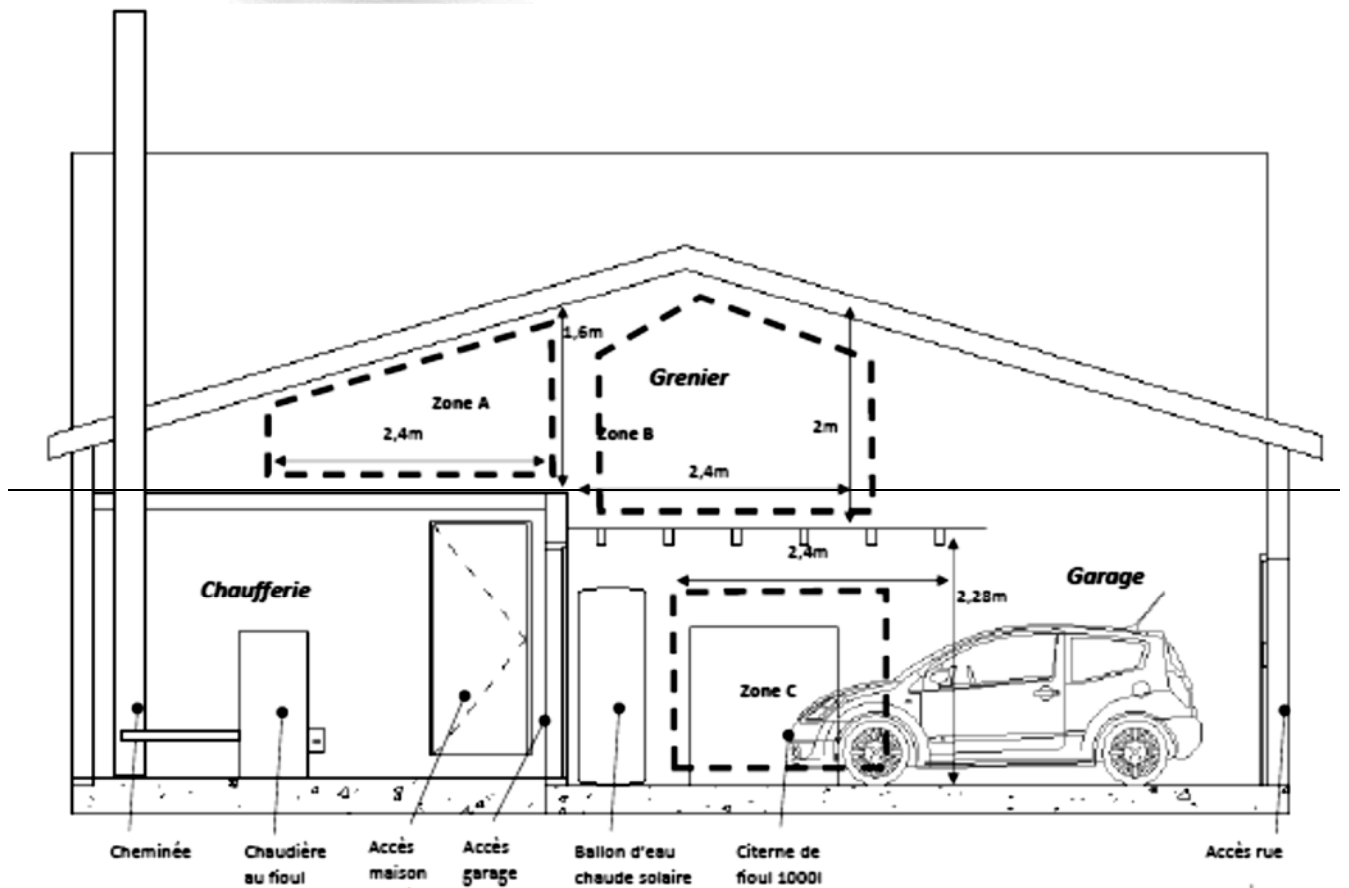 1,6m
Grenier
Zone A
2,4m
Zone B
2m
2,4m
2,4m
Chaufferie
Garage
2,28m
Zone C
Cheminée
Chaudière
au fioul
Accès
maison
Accès
garage
Ballon d'eau
chaude solaire
Citerne de
fioul 1000l
Accès rue